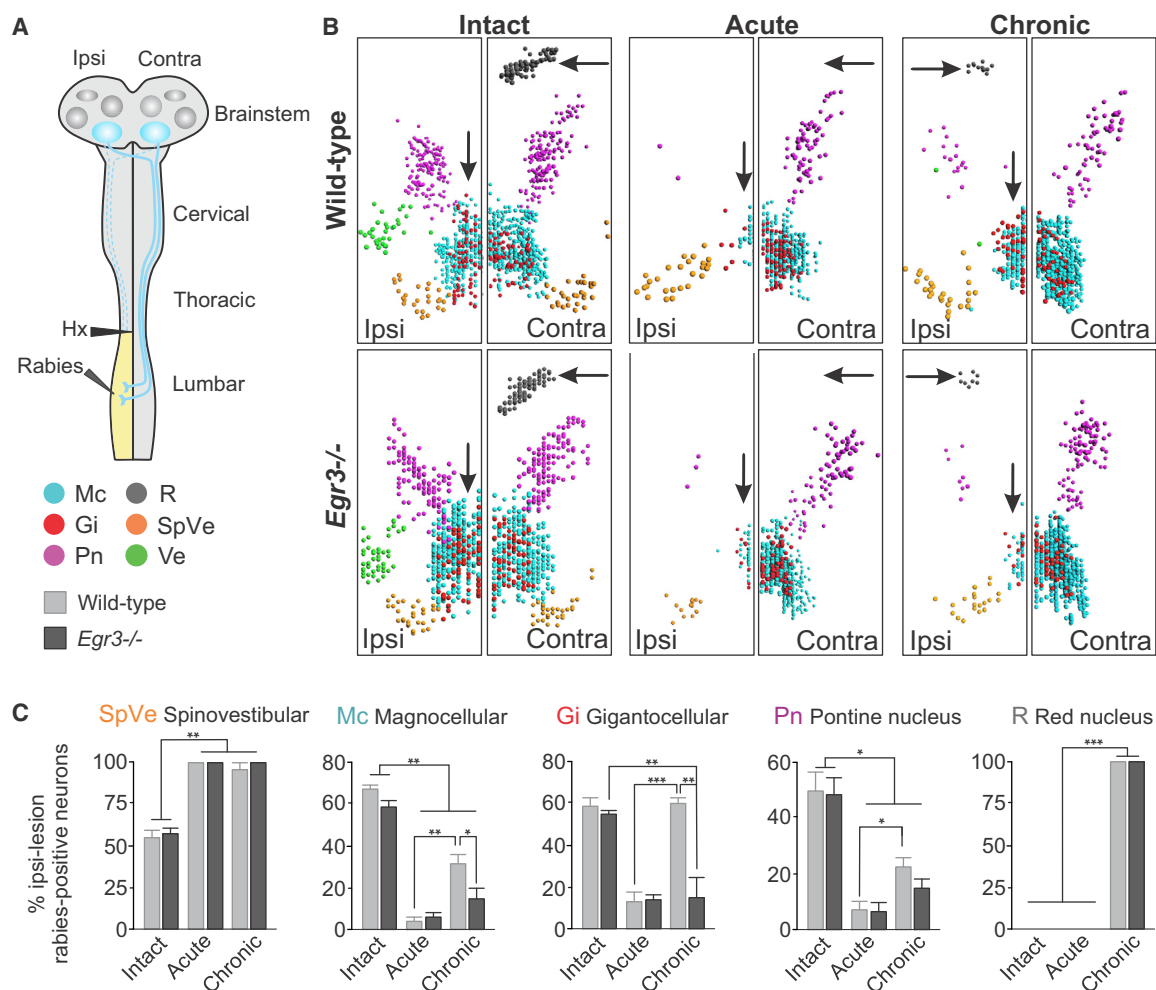 A
Ipsi Contra
Brainstem
Cervical
Thoracic
Hx
Rabies
Lumbar
Mc R
Gi SpVe
Pn Ve
Wild-type
Egr3-/-
B
Intact Acute Chronic
Wild-type
Ipsi Contra Ipsi Contra Ipsi Contra
Egr3-/-
Ipsi Contra Ipsi Contra Ipsi Contra
C
% ipsi-lesion
rabies-positive neurons
SpVe Spinovestibular
**
100
75
50
25
0
Intact Acute Chronic
Mc Magnocellular
**
** *
80
60
40
20
0
Intact Acute Chronic
Gi Gigantocellular
**
*** **
80
60
40
20
0
Intact Acute Chronic
Pn Pontine nucleus
*
*
60
40
20
0
Intact Acute Chronic
R Red nucleus
***
100
75
50
25
0
Intact Acute Chronic